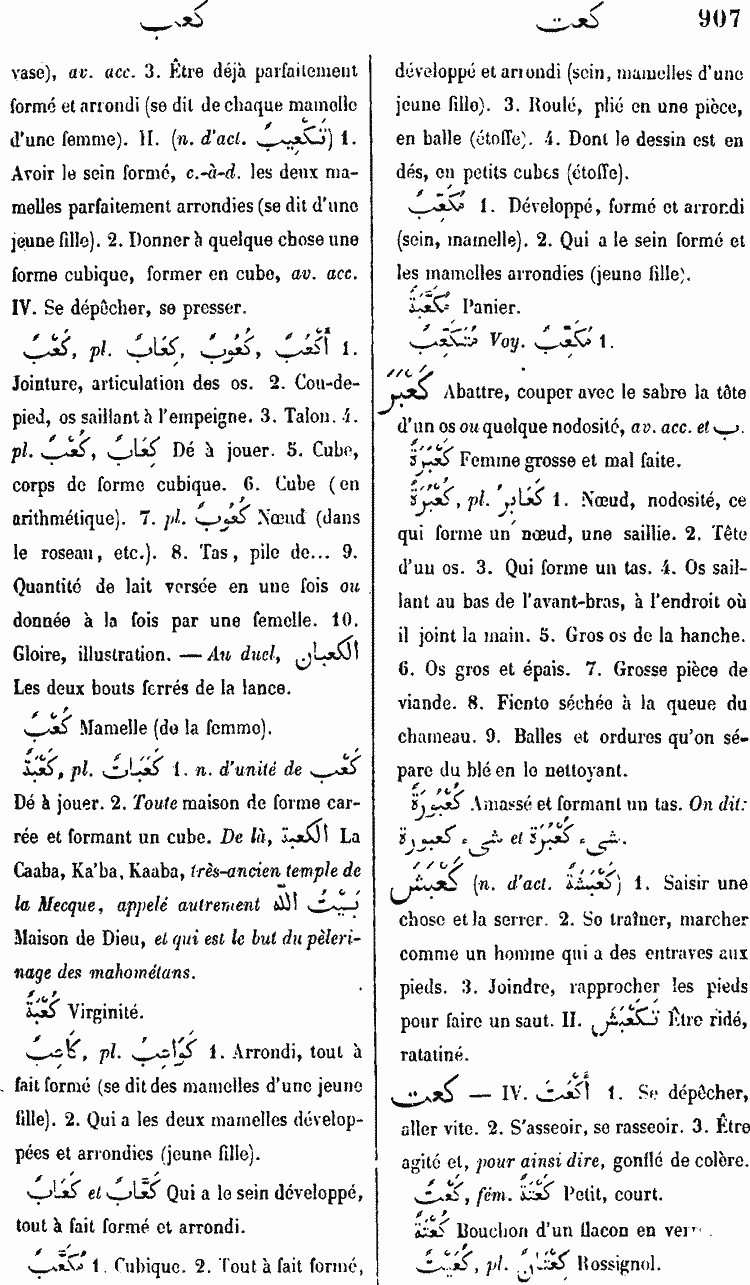 كعب
كعت 907
vase), av. acc. 3. Être déjà parfaitement
formé et arrondi (se dit de chaque mamelle
d'une femme). II. (n. d'act. تَكْعِيبٌ) 1.
Avoir le sein formé, c.-à-d. les deux ma-
melles parfaitement arrondies (se dit d'une
jeune fille). 2. Donner à quelque chose une
forme cubique, former en cube, av. acc.
IV. Se dépêcher, se presser.
كَعْبٌ, pl. كِعَابٌ, كُعُوبٌ, أَكْعُبٌ 1.
Jointure, articulation des os. 2. Cou-de-
pied, os saillant à l'empeigne. 3. Talon. 4.
pl. كُعْبٌ, كِعَابٌ Dé à jouer. 5. Cube,
corps de forme cubique. 6. Cube (en
arithmétique). 7. pl. كُعُوبٌ Nœud (dans
le roseau, etc.). 8. Tas, pile de... 9.
Quantité de lait versée en une fois ou
donnée à la fois par une femelle. 10.
Gloire, illustration. — Au duel, الكعبان
Les deux bouts ferrés de la lance.
كُعْبٌ Mamelle (de la femme).
كَعْبَةٌ, pl. كَعَبَاتٌ 1. n. d'unité de كَعْب
Dé à jouer. 2. Toute maison de forme car-
rée et formant un cube. De là, الكعبة La
Caaba, Ka'ba, Kaaba, très-ancien temple de
la Mecque, appelé autrement بَيْتُ اللّه
Maison de Dieu, et qui est le but du pèleri-
nage des mahométans.
كُعْبَةٌ Virginité.
كَاعِبٌ, pl. كَوَاعِبُ 1. Arrondi, tout à
fait formé (se dit des mamelles d'une jeune
fille). 2. Qui a les deux mamelles dévelop-
pées et arrondies (jeune fille).
كَعَابٌ et كَعَّابٌ Qui a le sein développé,
tout à fait formé et arrondi.
مُكَعَّبٌ 1. Cubique. 2. Tout à fait formé,
développé et arrondi (sein, mamelles d'une
jeune fille). 3. Roulé, plié en une pièce,
en balle (étoffe). 4. Dont le dessin est en
dés, en petits cubes (étoffe).
مُكَعِّبٌ 1. Développé, formé et arrondi
(sein, mamelle). 2. Qui a le sein formé et
les mamelles arrondies (jeune fille).
مُكَعَّبَةٌ Panier.
مُتَكَعِّبٌ Voy. مُكَعِّبٌ 1.
كَعْبَرَ Abattre, couper avec le sabre la tête
d'un os ou quelque nodosité, av. acc. et ب.
كُعْبُرَةٌ Femme grosse et mal faite.
كُعْبُرَةٌ, pl. كَعَابِرُ 1. Nœud, nodosité, ce
qui forme un nœud, une saillie. 2. Tête
d'un os. 3. Qui forme un tas. 4. Os sail-
lant au bas de l'avant-bras, à l'endroit où
il joint la main. 5. Gros os de la hanche.
6. Os gros et épais. 7. Grosse pièce de
viande. 8. Fiente séchée à la queue du
chameau. 9. Balles et ordures qu'on sé-
pare du blé en le nettoyant.
كُعْبُورَةٌ Amassé et formant un tas. On dit:
شىء كُعْبُرَة et شىء كعبورة.
كَعْبَشَ (n. d'act. كَعْبَشَةٌ) 1. Saisir une
chose et la serrer. 2. Se traîner, marcher
comme un homme qui a des entraves aux
pieds. 3. Joindre, rapprocher les pieds
pour faire un saut. II. تَكَعْبَشَ Être ridé,
ratatiné.
كعت — IV. أَكْعَتَ 1. Se dépêcher,
aller vite. 2. S'asseoir, se rasseoir. 3. Être
agité et, pour ainsi dire, gonflé de colère.
كَعْتٌ, fém. كَعْتَةٌ Petit, court.
كُعْتَةٌ Bouchon d'un flacon en verre.
كُعَيْتٌ, pl. كِعْتَانٌ Rossignol.